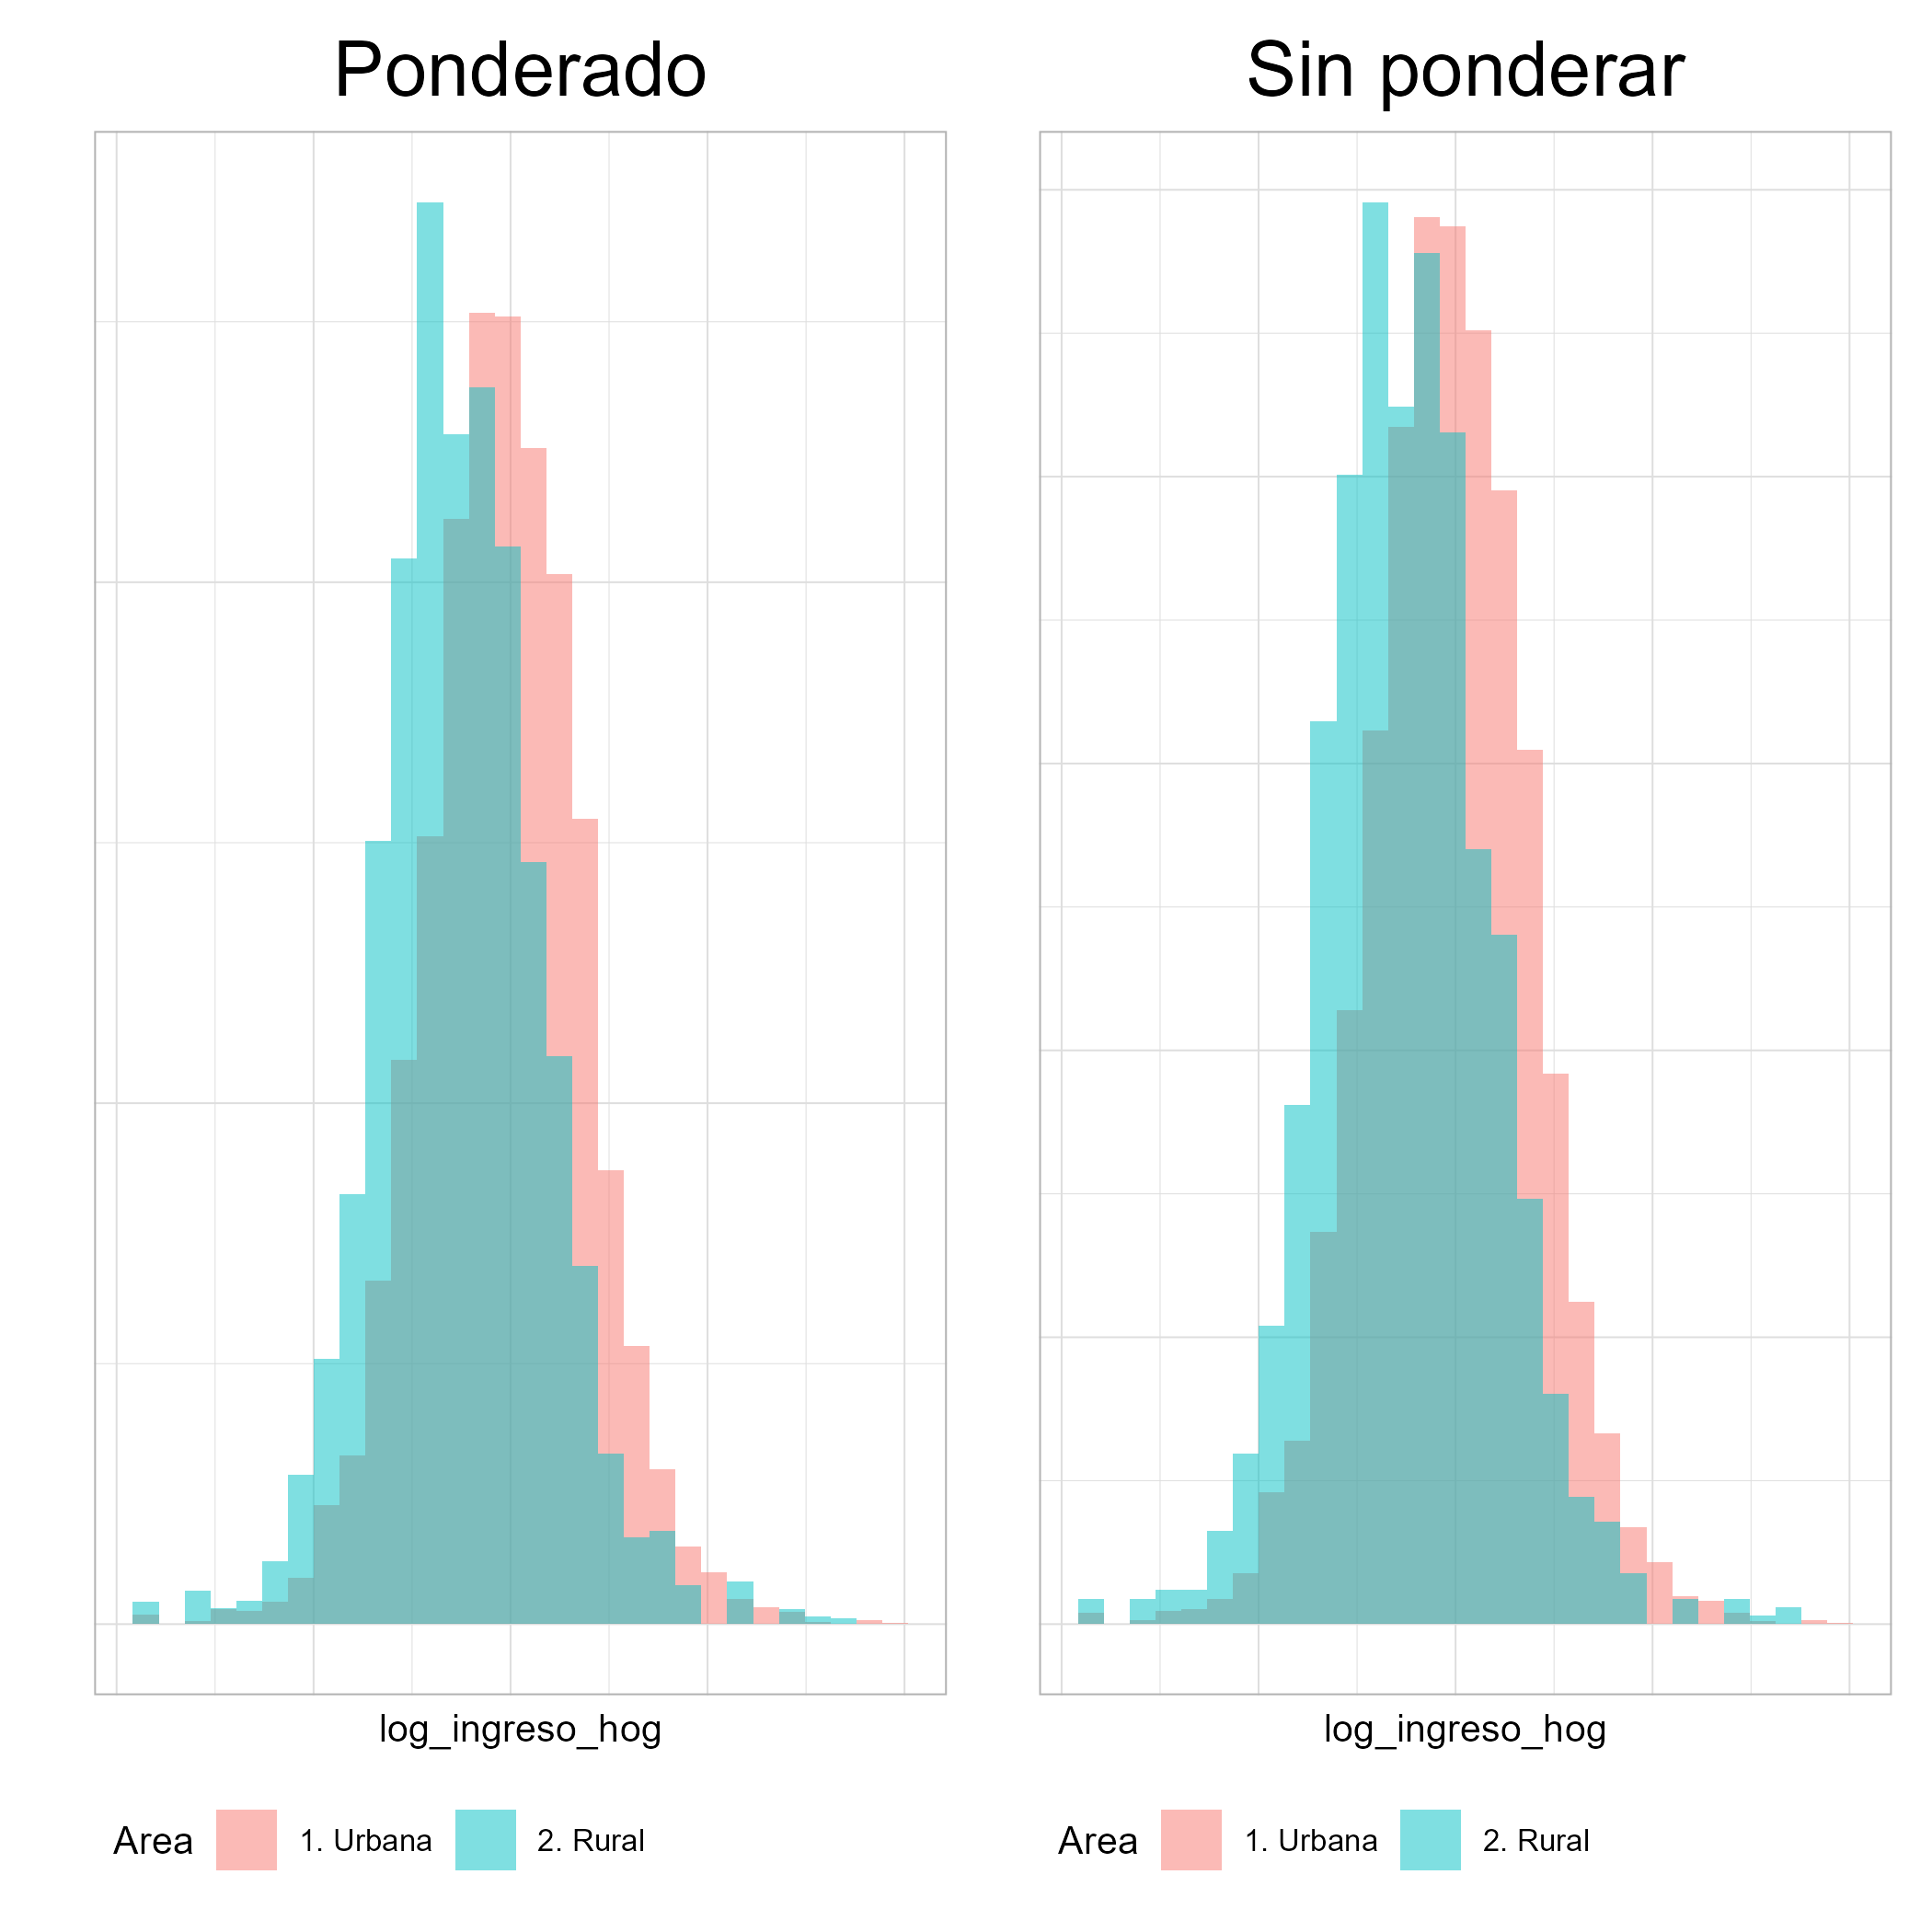 Ponderado
Sin ponderar
log_ingreso_hog
log_ingreso_hog
Area 1. Urbana 2. Rural
Area 1. Urbana 2. Rural